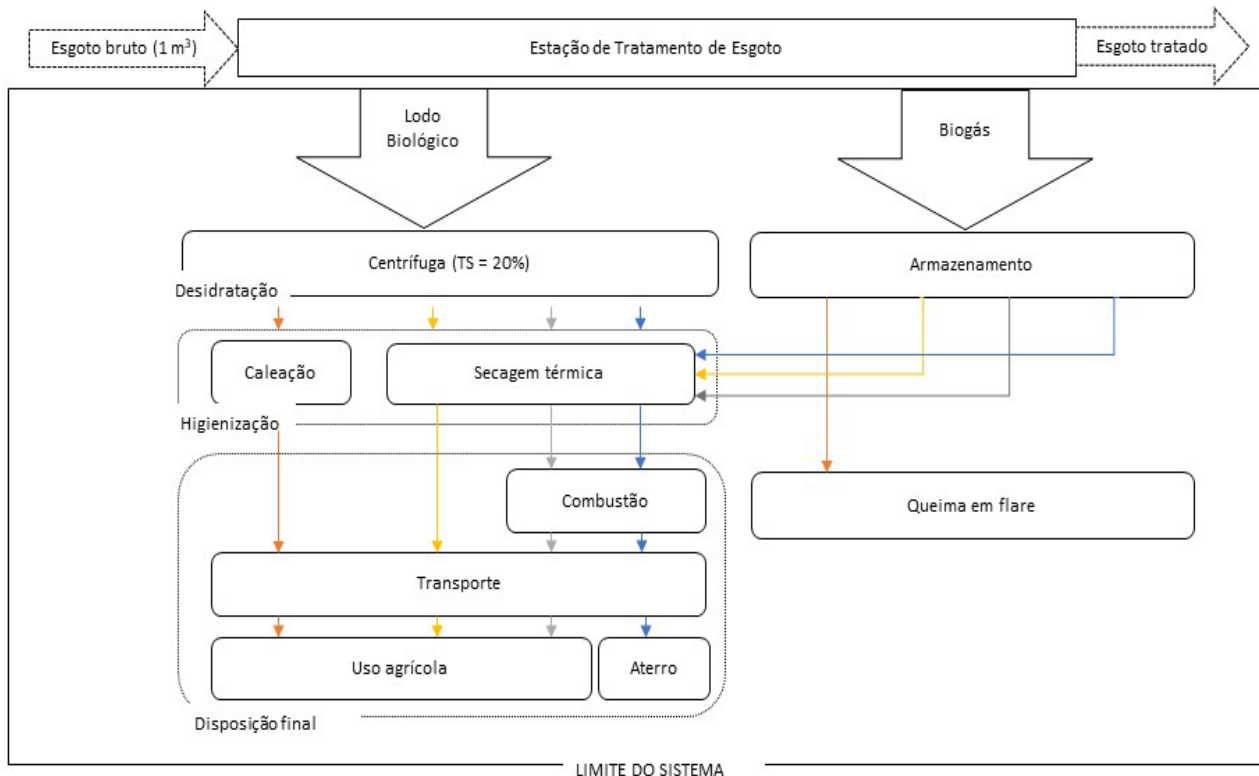 Esgoto bruto (1 m³)
Estação de Tratamento de Esgoto
Esgoto tratado
Lodo
Biológico
Biogás
Centrífuga (TS = 20%)
Desidratação
Armazenamento
Caleação
Secagem térmica
Higienização
Combustão
Queima em flare
Transporte
Uso agrícola
Aterro
Disposição final
LIMITE DO SISTEMA